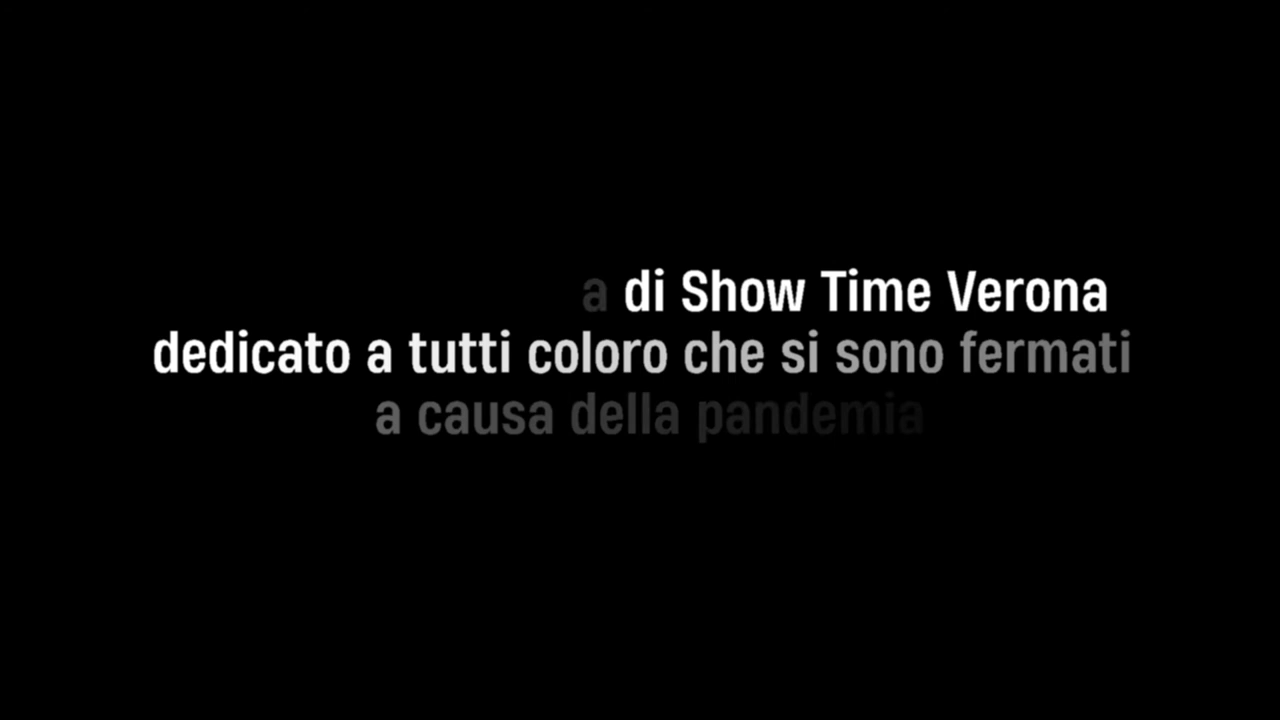 di Show Time Verona
dedicato a tutti coloro che si sono fermati
a causa della pandemia